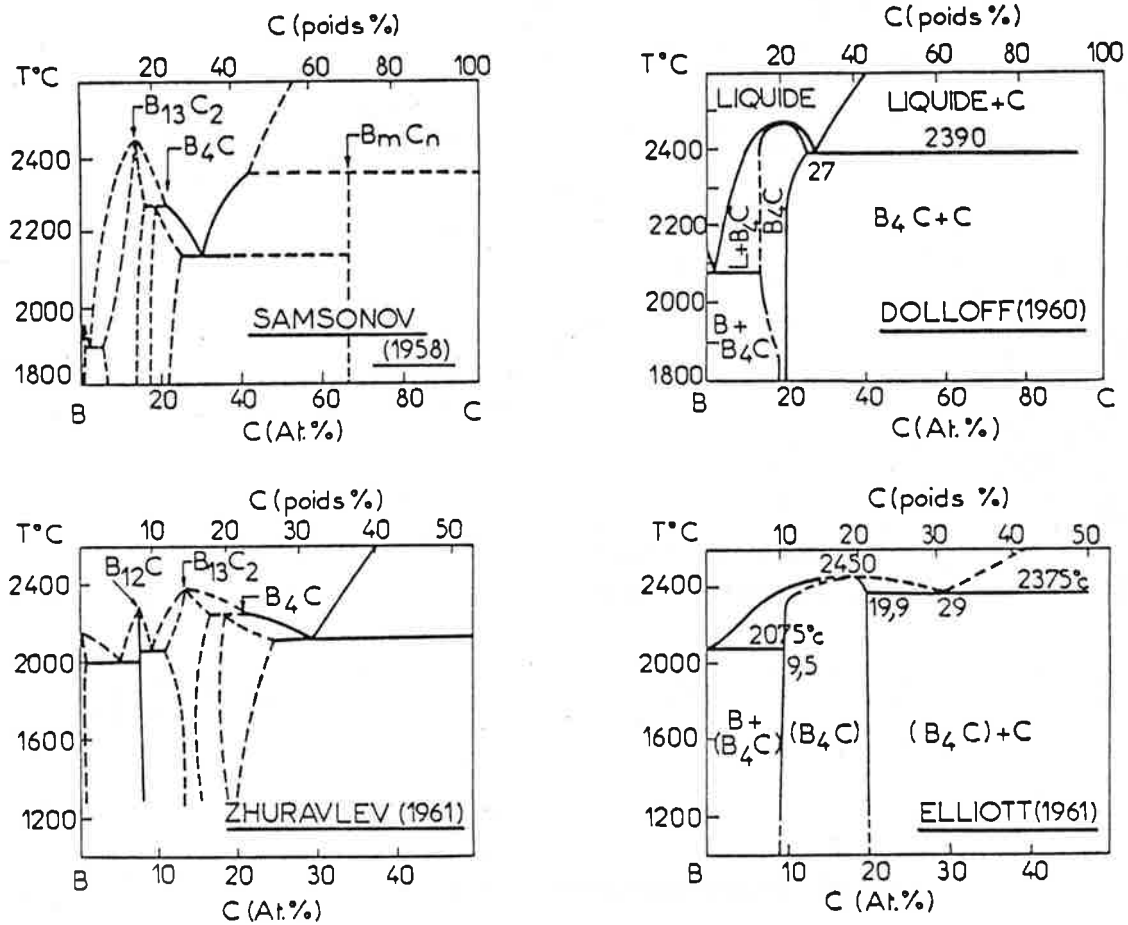 C (poids %)
20 40 60 80 100
T°C
B₁₃C₂
B₄C
BₘCₙ
2400
2200
2000
1800
SAMSONOV
(1958)
B 20 40 60 80
C (At.%)
C (poids %)
20 40 60 80 100
T°C
LIQUIDE
LIQUIDE+C
2390
27
2400
2200
2000
1800
L+B₄C
B₄C
B₄C+C
B+
B₄C
DOLOFF(1960)
B 20 40 60 80 C
C(At.%)
C (poids %)
10 20 30 40 50
T°C
B₁₂C
B₁₃C₂
B₄C
2400
2000
1600
1200
ZHURAVLEV (1961)
B 10 20 30 40
C (At.%)
C(poids %)
10 20 30 40 50
T°C
2450
2375°c
19,9
29
2075°c
9,5
2400
2000
1600
1200
B+
(B₄C)
(B₄C)
(B₄C)+C
ELLIOTT(1961)
B 10 20 30 40
C (At.%)